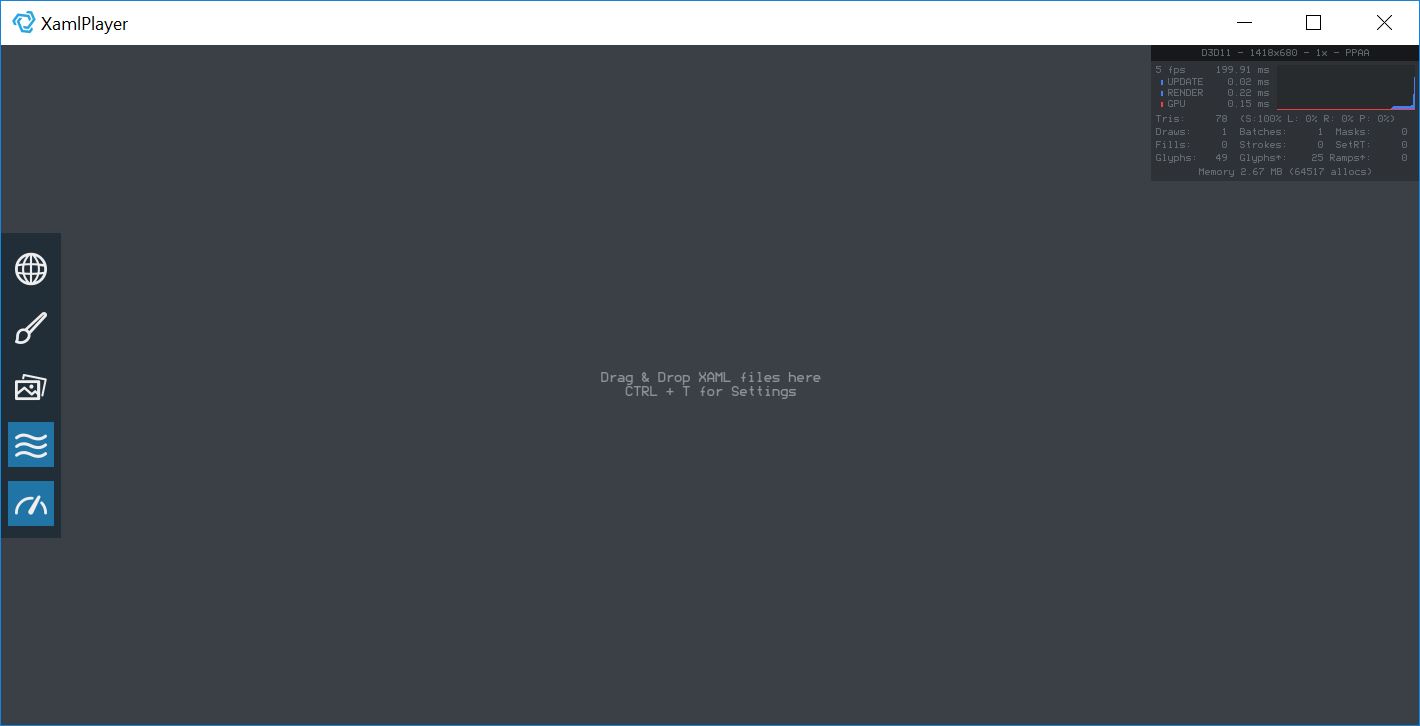 XamlPlayer
D3D11 - 1418x680 - 1x - PPAA
5 fps 199.91 ms
UPDATE 0.02 ms
RENDER 0.22 ms
GPU 0.15 ms
Tris: 78 (S:100% L: 0% R: 0% P: 0%)
Draws: 1 Batches: 1 Masks: 0
Fills: 0 Strokes: 0 SetRT: 0
Glyphs: 49 Glyphs↑: 25 Ramps↑: 0
Memory 2.67 MB (64517 allocs)
Drag & Drop XAML files here
CTRL + T for Settings